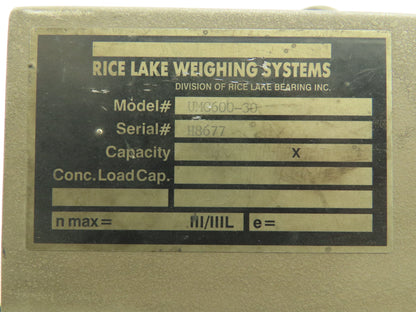 RICE LAKE WEIGHING SYSTEMS
DIVISION OF RICE LAKE BEARING INC.
Model# UMC600-30
Serial# H8677
Capacity X
Conc. Load Cap.
n max= .III/IIIL e=